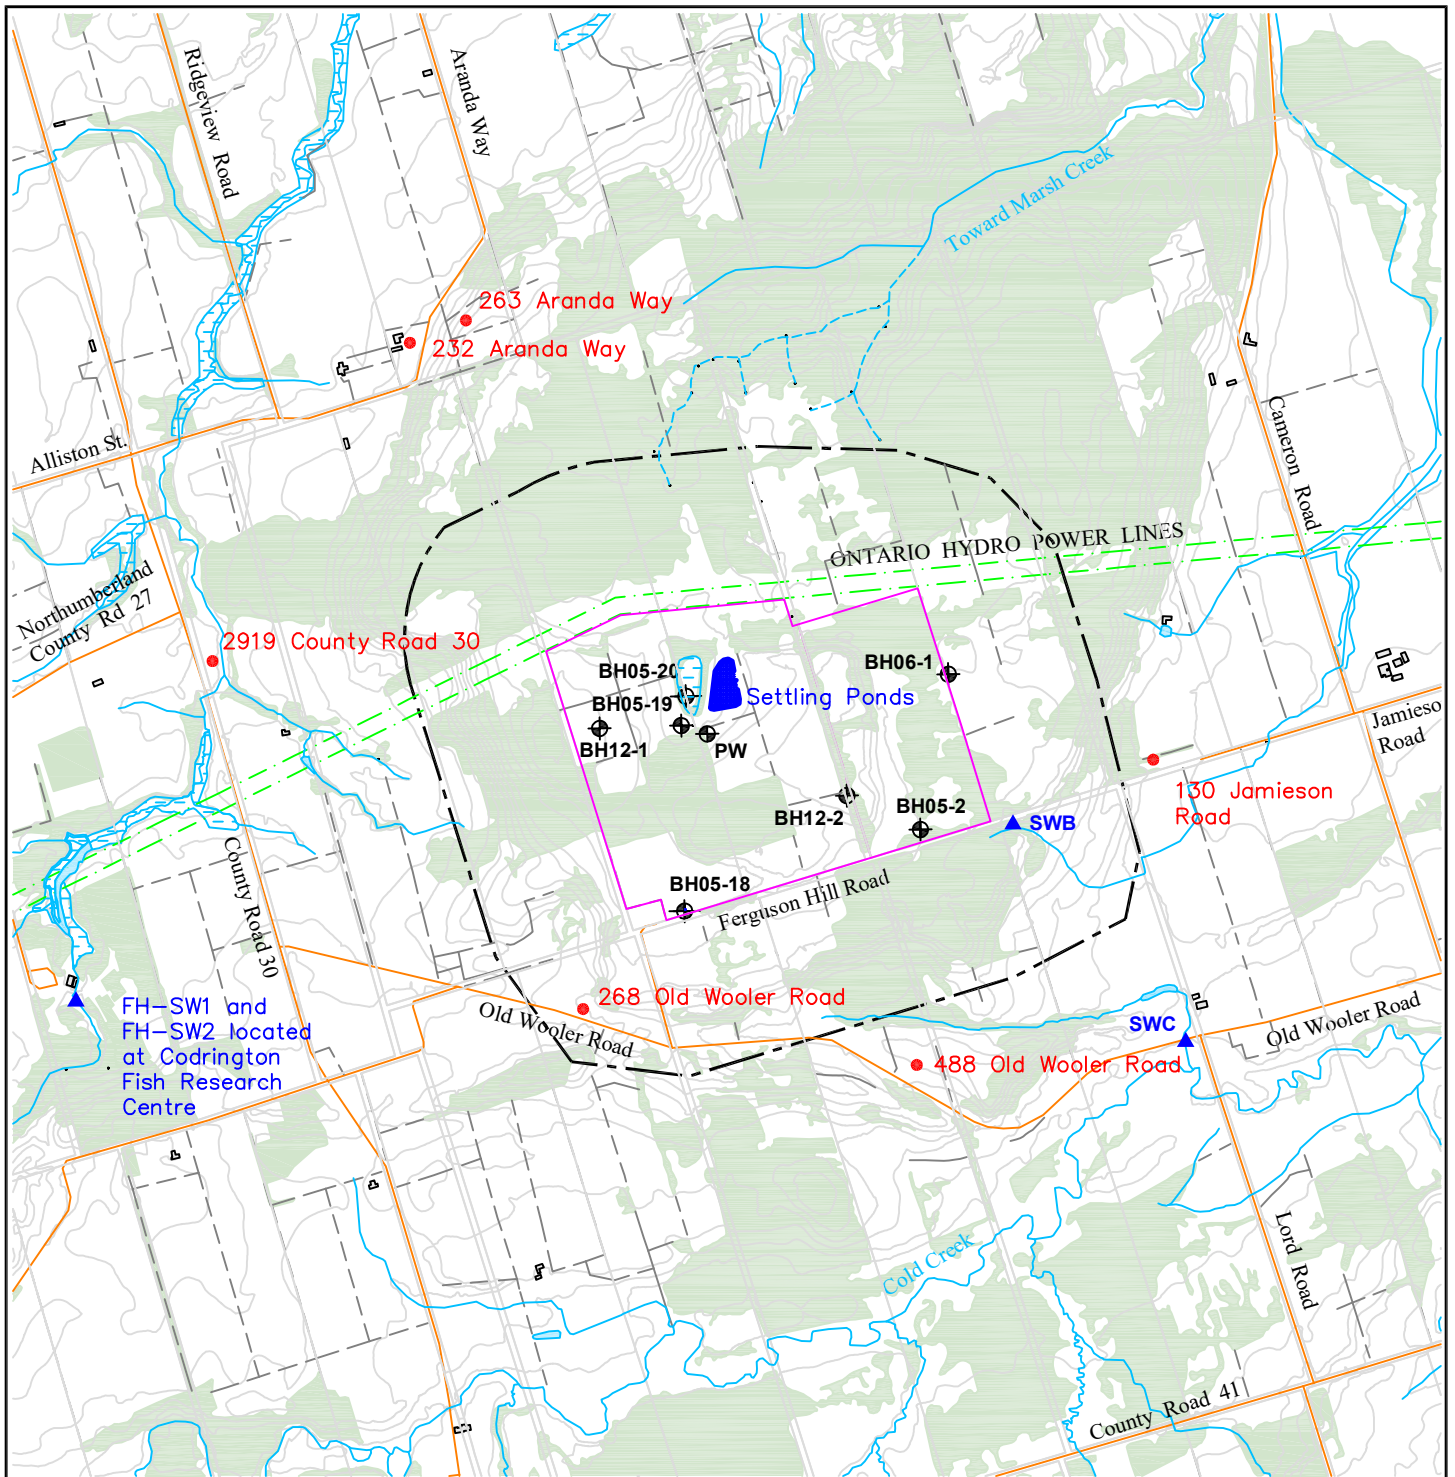 Ridgeview Road
Aranda Way
Toward Marsh Creek
263 Aranda Way
232 Aranda Way
Alliston St.
Cameron Road
ONTARIO HYDRO POWER LINES
Northumberland
County Rd 27
2919 County Road 30
BH05-20
BH06-1
BH05-19
Settling Ponds
BH12-1
PW
Jamieso
Road
130 Jamieson
Road
BH12-2
BH05-2
SWB
County Road 30
BH05-18
Ferguson Hill Road
268 Old Wooler Road
FH-SW1 and
FH-SW2 located
at Codrington
Fish Research
Centre
Old Wooler Road
SWC
Old Wooler Road
488 Old Wooler Road
Cold Creek
Lord Road
County Road 41